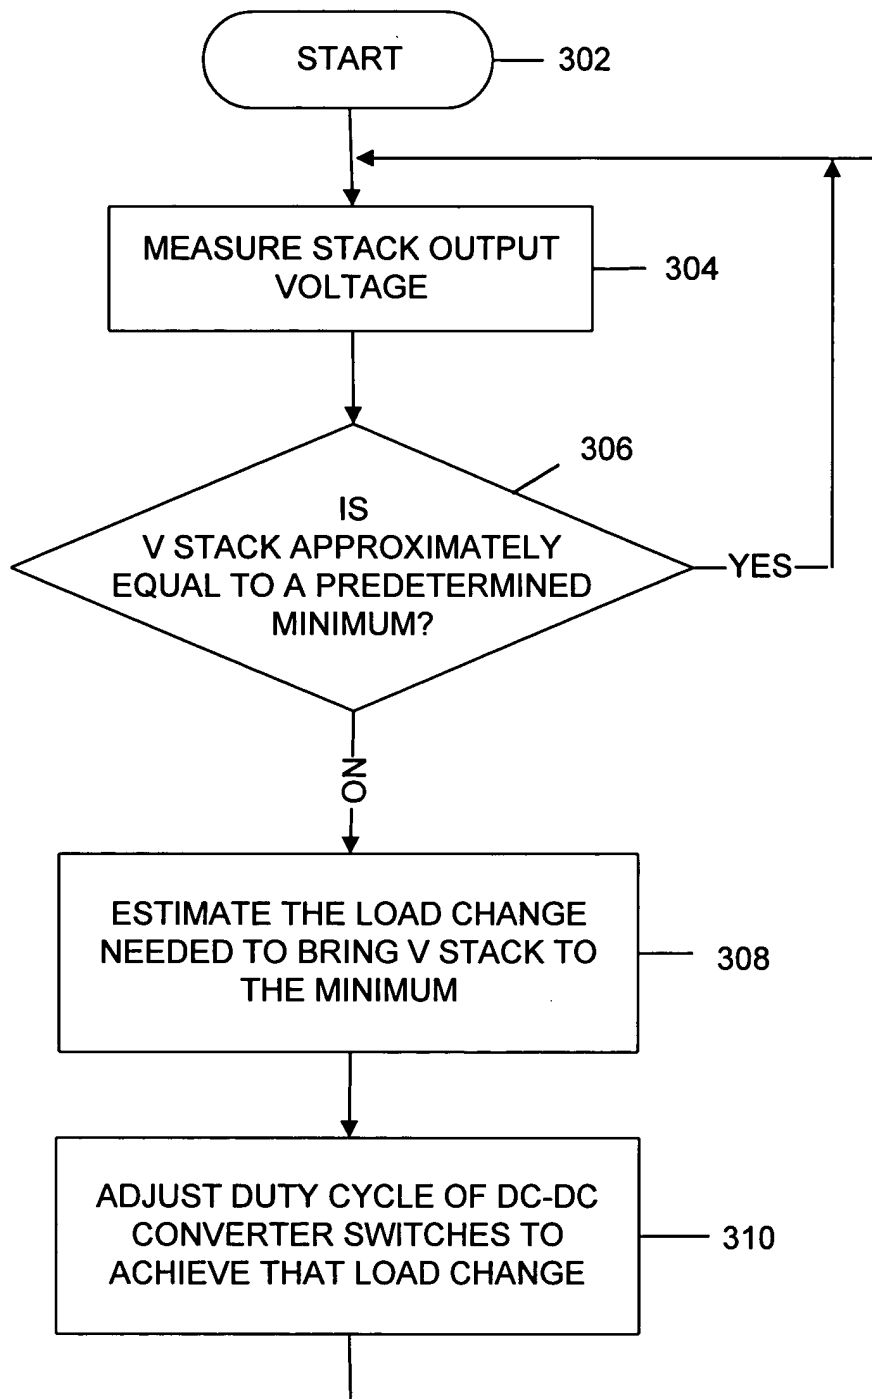 START
302
MEASURE STACK OUTPUT
VOLTAGE
304
306
IS
V STACK APPROXIMATELY
EQUAL TO A PREDETERMINED
MINIMUM?
YES
NO
ESTIMATE THE LOAD CHANGE
NEEDED TO BRING V STACK TO
THE MINIMUM
308
ADJUST DUTY CYCLE OF DC-DC
CONVERTER SWITCHES TO
ACHIEVE THAT LOAD CHANGE
310